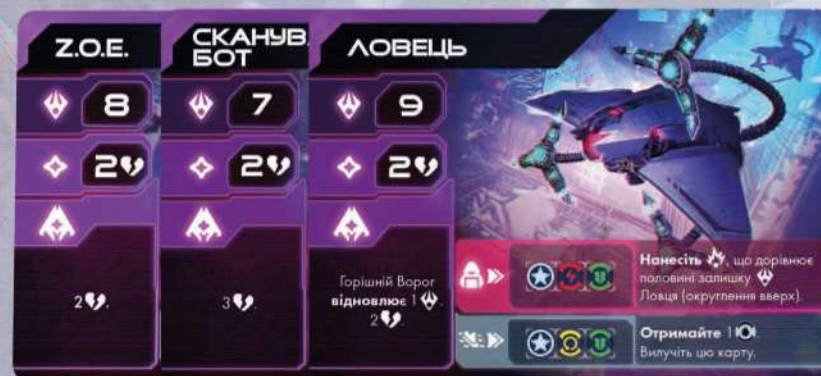 Z.O.E.
8
2
2.
СКАНУВ.
БОТ
7
2
3.
ЛОВЕЦЬ
9
2
Горішній Ворог
відновлює 1.
2.
Нанесіть, що дорівнює
половині залишку
Ловця (округлення вверх).
Отримайте 1
Вилучіть цю карту.